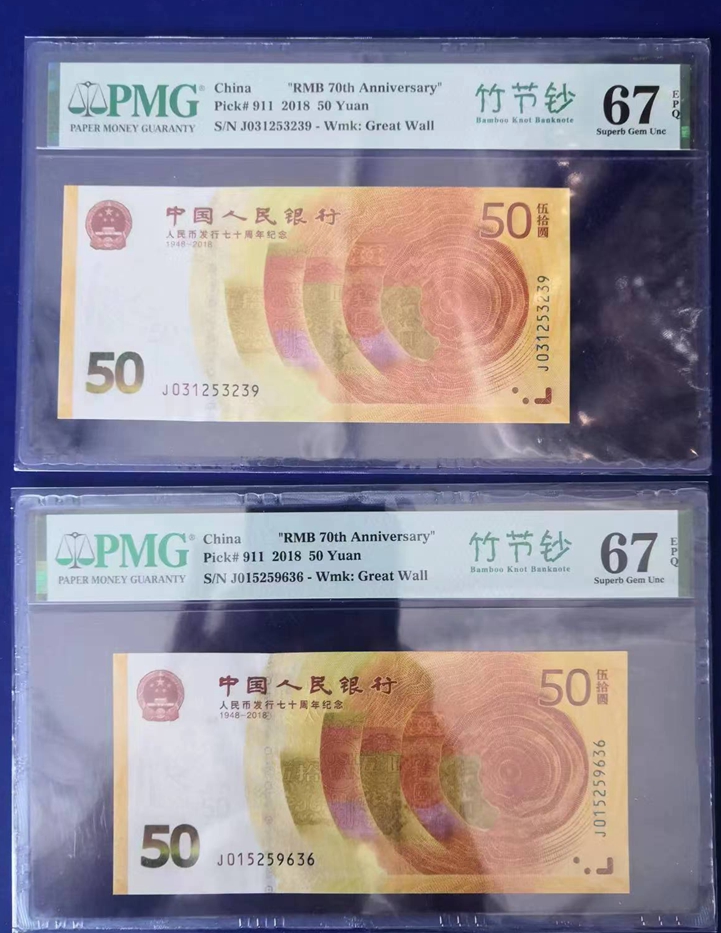 PMG
PAPER MONEY GUARANTY
China "RMB 70th Anniversary"
Pick# 911 2018 50 Yuan
S/N J031253239 - Wmk: Great Wall
竹节钞
Bamboo Knot Banknote
67
EPQ
Superb Gem Unc
中国人民银行
人民币发行七十周年纪念
1948-2018
50
伍拾圆
J031253239
50
J031253239
PMG
PAPER MONEY GUARANTY
China "RMB 70th Anniversary"
Pick# 911 2018 50 Yuan
S/N J015259636 - Wmk: Great Wall
竹节钞
Bamboo Knot Banknote
67
EPQ
Superb Gem Unc
中国人民银行
人民币发行七十周年纪念
1948-2018
50
伍拾圆
J015259636
50
J015259636